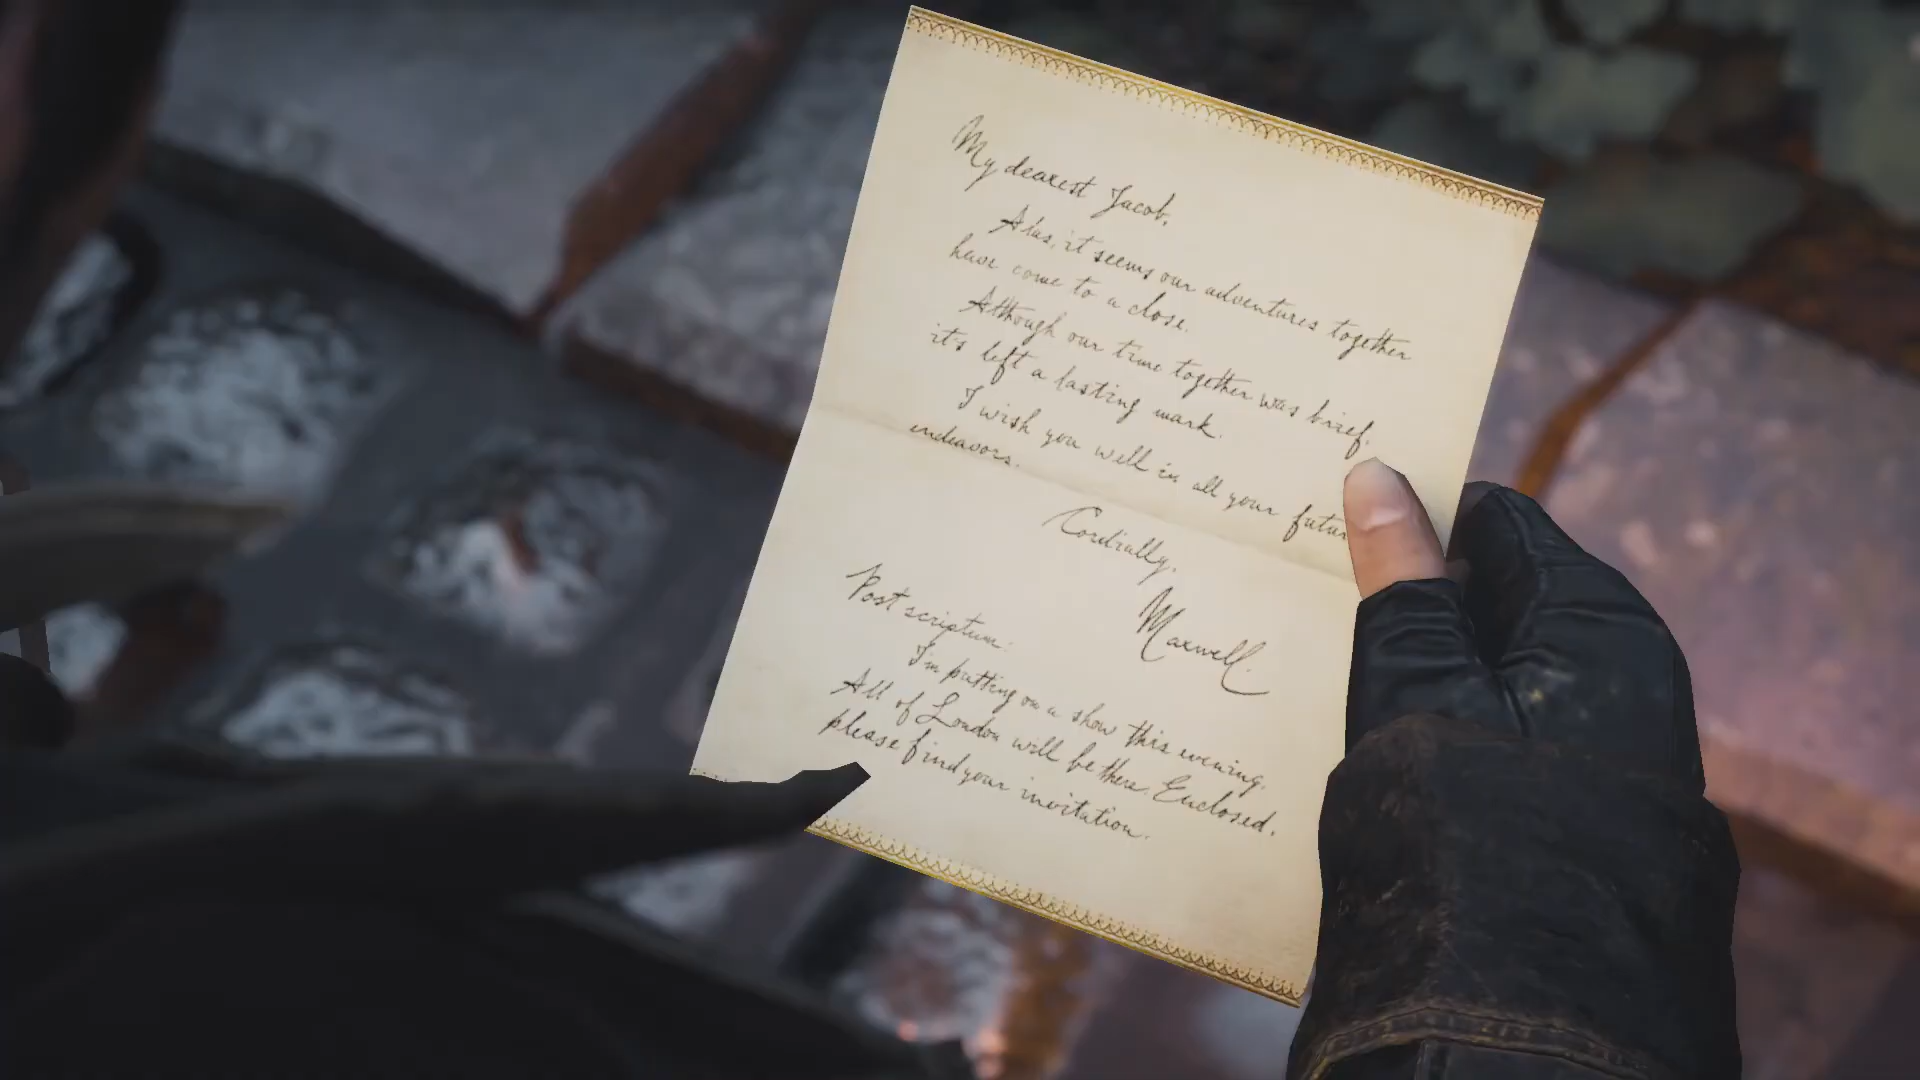 My dearest Jacob,
Alas, it seems our adventures together
have come to a close.
Although our time together was brief,
it's left a lasting mark.
I wish you well in all your futur
endeavors.
Cordially,
Maxwell.
Post scriptum:
I'm putting on a show this evening.
All of London will be there. Enclosed,
please find your invitation.